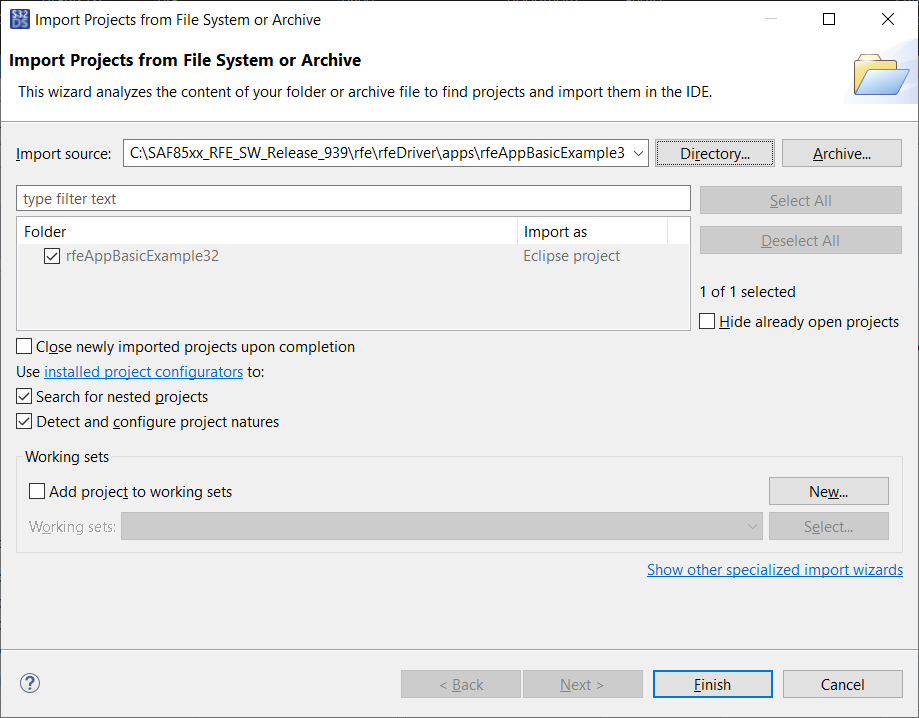 S32 DS Import Projects from File System or Archive
Import Projects from File System or Archive
This wizard analyzes the content of your folder or archive file to find projects and import them in the IDE.
Import source: C:\SAF85xx_RFE_SW_Release_939\rfe\rfeDriver\apps\rfeAppBasicExample3 Directory... Archive...
type filter text Select All
Folder Import as
Deselect All
rfeAppBasicExample32 Eclipse project
1 of 1 selected
Hide already open projects
Close newly imported projects upon completion
Use installed project configurators to:
Search for nested projects
Detect and configure project natures
Working sets
Add project to working sets New...
Working sets: Select...
Show other specialized import wizards
? < Back Next > Finish Cancel